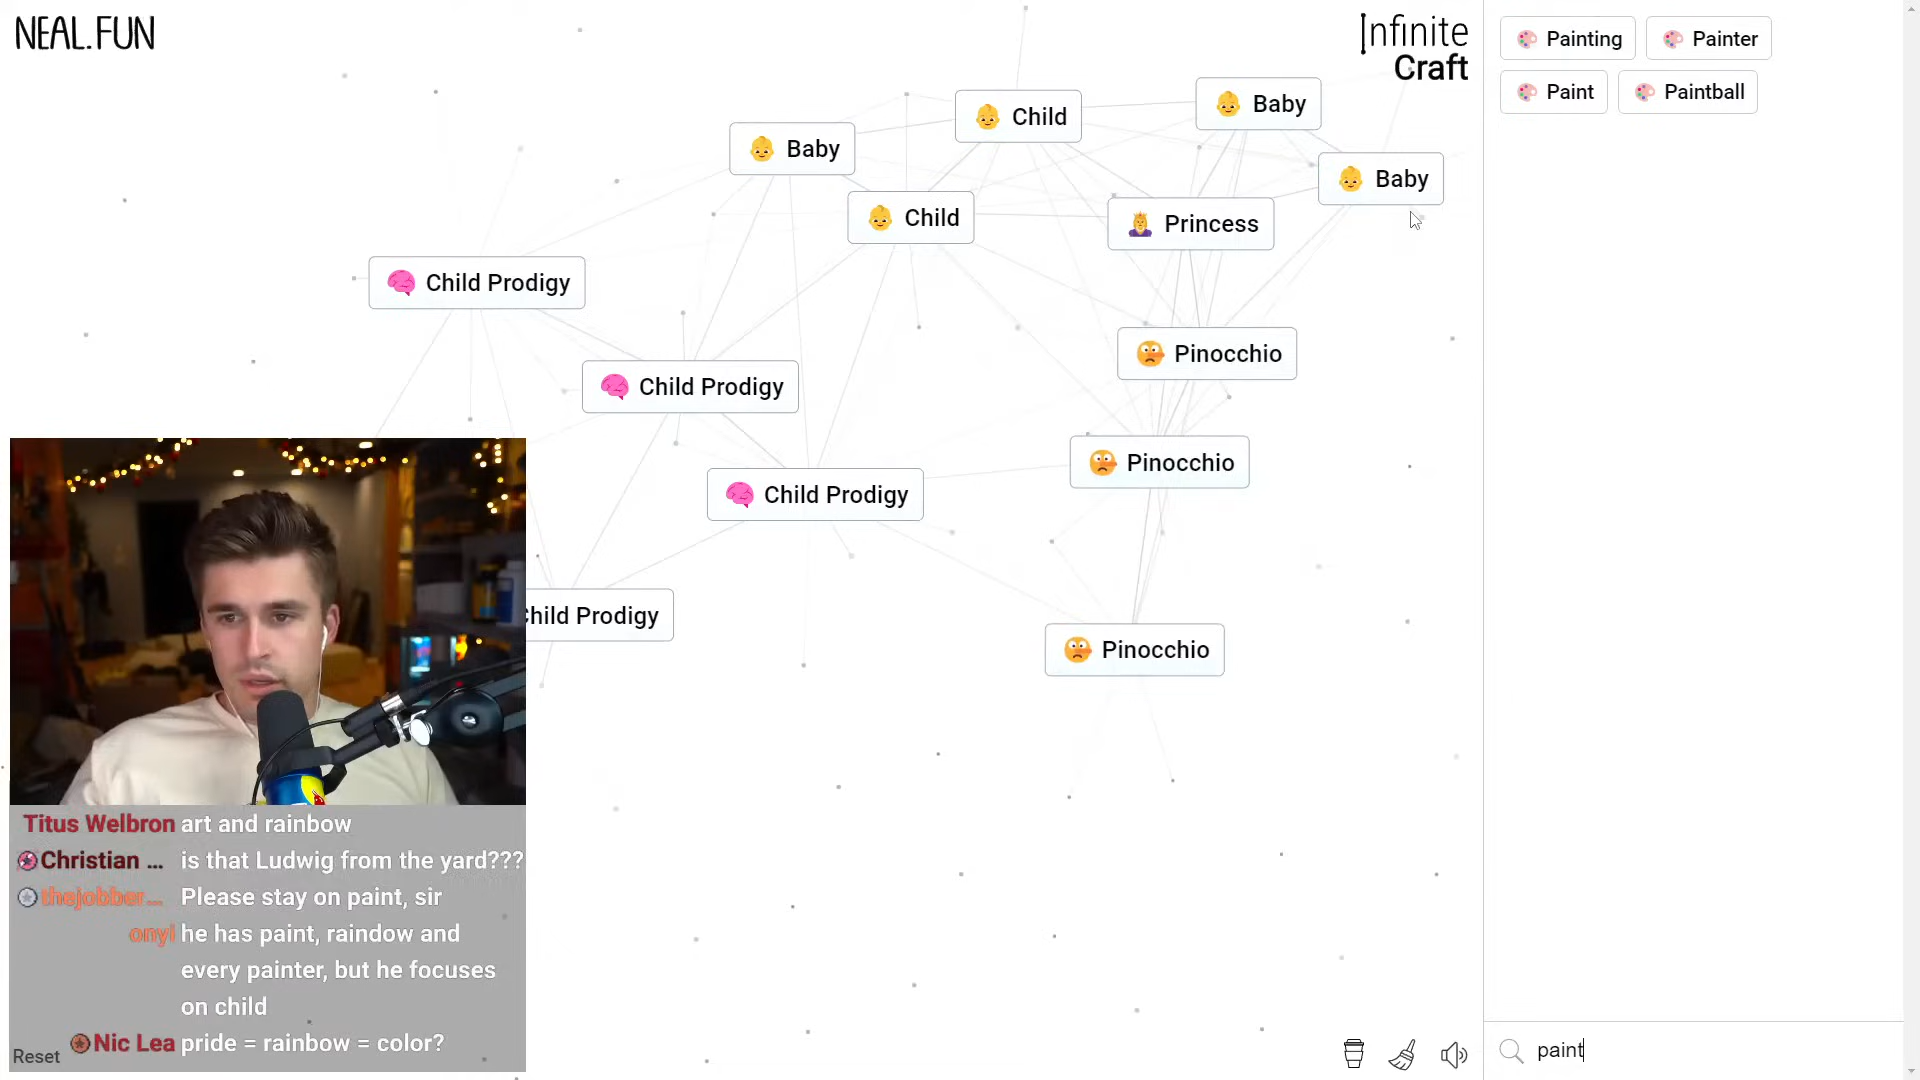 NEAL.FUN
Infinite
Craft
Child
Baby
Baby
Baby
Child
Princess
Child Prodigy
Pinocchio
Child Prodigy
Pinocchio
Child Prodigy
Child Prodigy
Pinocchio
Painting
Painter
Paint
Paintball
Titus Welbron art and rainbow
Christian ... is that Ludwig from the yard???
thejobber... Please stay on paint, sir
onyi he has paint, raindow and
every painter, but he focuses
on child
Nic Lea pride = rainbow = color?
Reset
paint